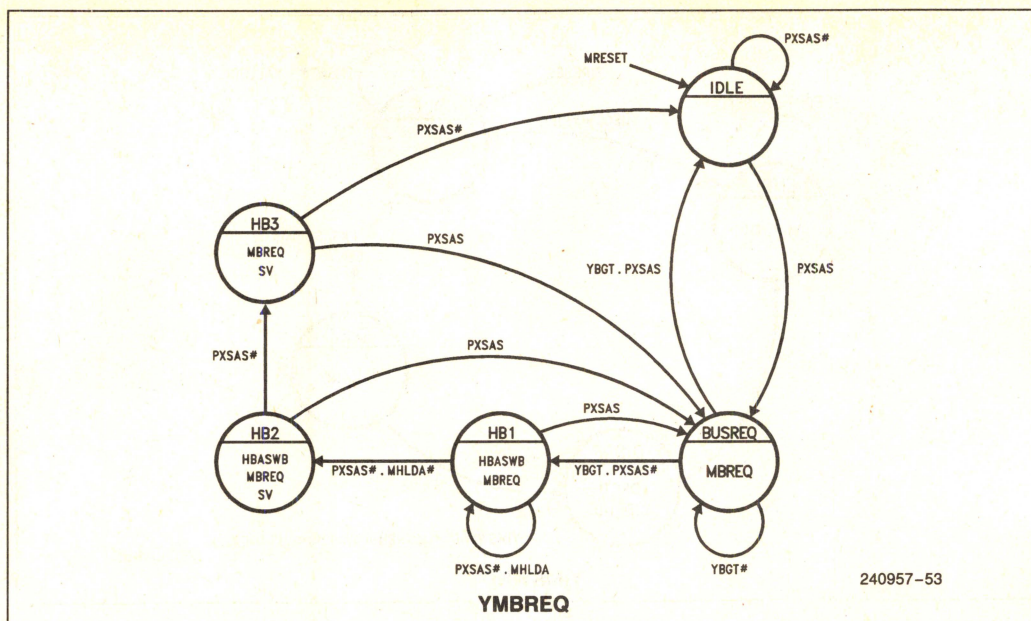 PXSAS#
MRESET
IDLE
PXSAS#
HB3
MBREQ
SV
PXSAS
YBGT . PXSAS
PXSAS
PXSAS#
PXSAS
HB2
HBASWB
MBREQ
SV
PXSAS# . MHLDA#
HB1
HBASWB
MBREQ
PXSAS
YBGT . PXSAS#
BUSREQ
MBREQ
PXSAS# . MHLDA
YBGT#
240957-53
YMBREQ